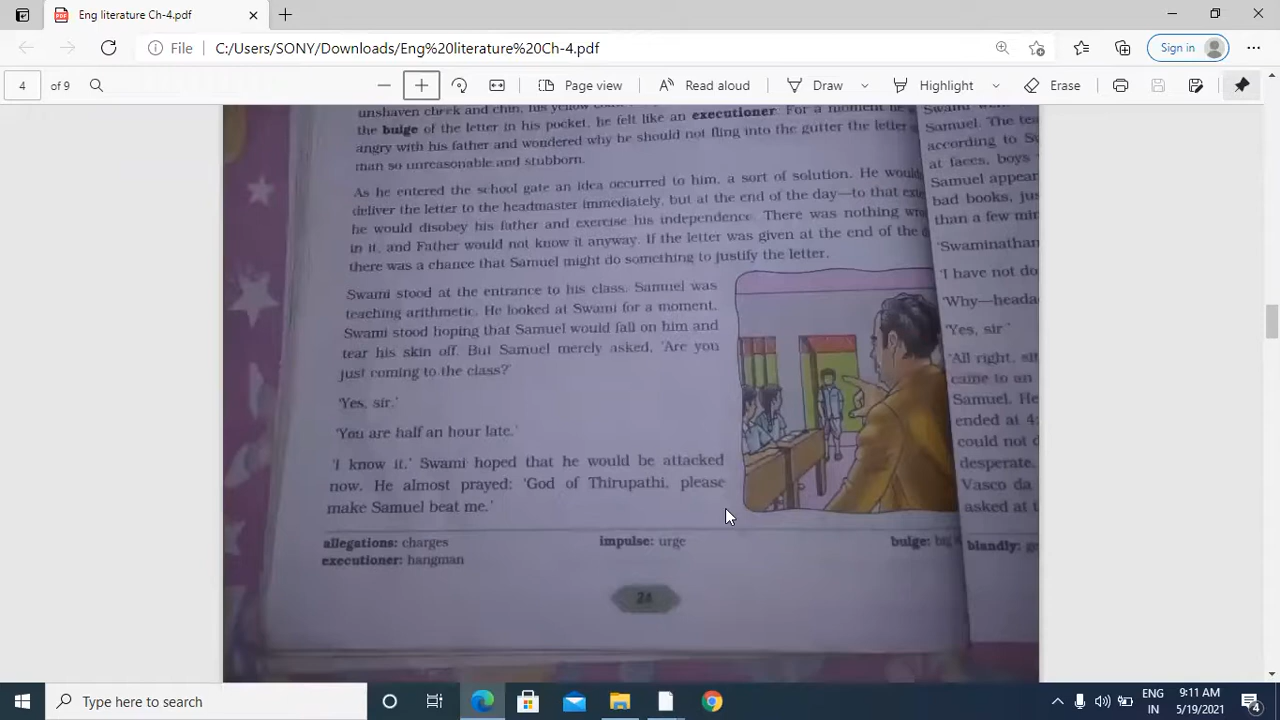 Eng literature Ch-4.pdf
File
C:/Users/SONY/Downloads/Eng%20literature%20Ch-4.pdf
Sign in
4 of 9
Page view
Read aloud
Draw
Highlight
Erase
unshaven cheek and chin, his yellow
the bulge of the letter in his pocket, he felt like an executioner. For a moment he
angry with his father and wondered why he should not fling into the gutter the letter
man so unreasonable and stubborn.
As he entered the school gate an idea occurred to him, a sort of solution. He would
deliver the letter to the headmaster immediately, but at the end of the day—to that
he would disobey his father and exercise his independence. There was nothing
in it, and Father would not know it anyway. If the letter was given at the end of the
there was a chance that Samuel might do something to justify the letter.
Swami stood at the entrance to his class. Samuel was
teaching arithmetic. He looked at Swami for a moment.
Swami stood hoping that Samuel would fall on him and
tear his skin off. But Samuel merely asked, 'Are you
just coming to the class?'
'Yes, sir.'
'You are half an hour late.'
'I know it.' Swami hoped that he would be attacked
now. He almost prayed: 'God of Thirupathi, please
make Samuel beat me.'
allegations: charges impulse: urge bulge:
executioner: hangman
24
Samuel. The
according to
at faces, boys
Samuel appear
bad books,
than a few
'Swaminathan
'I have not
'Why—
'Yes, sir.'
'All right,
came to an
Samuel. He
ended at
could not
desperate.
Vasco da
asked at
blandly:
Type here to search
ENG
IN
9:11 AM
5/19/2021
4